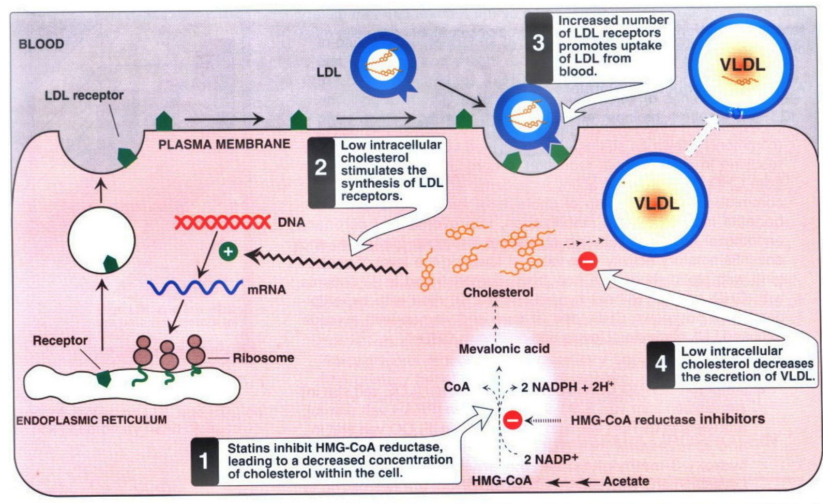 BLOOD
LDL receptor
PLASMA MEMBRANE
LDL
3
Increased number
of LDL receptors
promotes uptake
of LDL from
blood.
VLDL
2
Low intracellular
cholesterol
stimulates the
synthesis of LDL
receptors.
VLDL
DNA
+
mRNA
Cholesterol
−
Receptor
Ribosome
ENDOPLASMIC RETICULUM
Mevalonic acid
4
Low intracellular
cholesterol decreases
the secretion of VLDL.
CoA
2 NADPH + 2H⁺
−
HMG-CoA reductase inhibitors
1
Statins inhibit HMG-CoA reductase,
leading to a decreased concentration
of cholesterol within the cell.
2 NADP⁺
HMG-CoA
Acetate